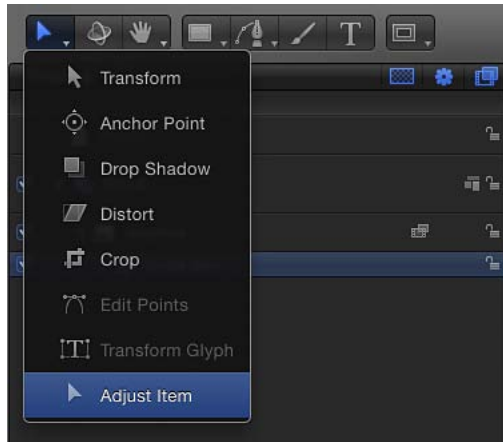 T
Transform
Anchor Point
Drop Shadow
Distort
Crop
Edit Points
Transform Glyph
Adjust Item